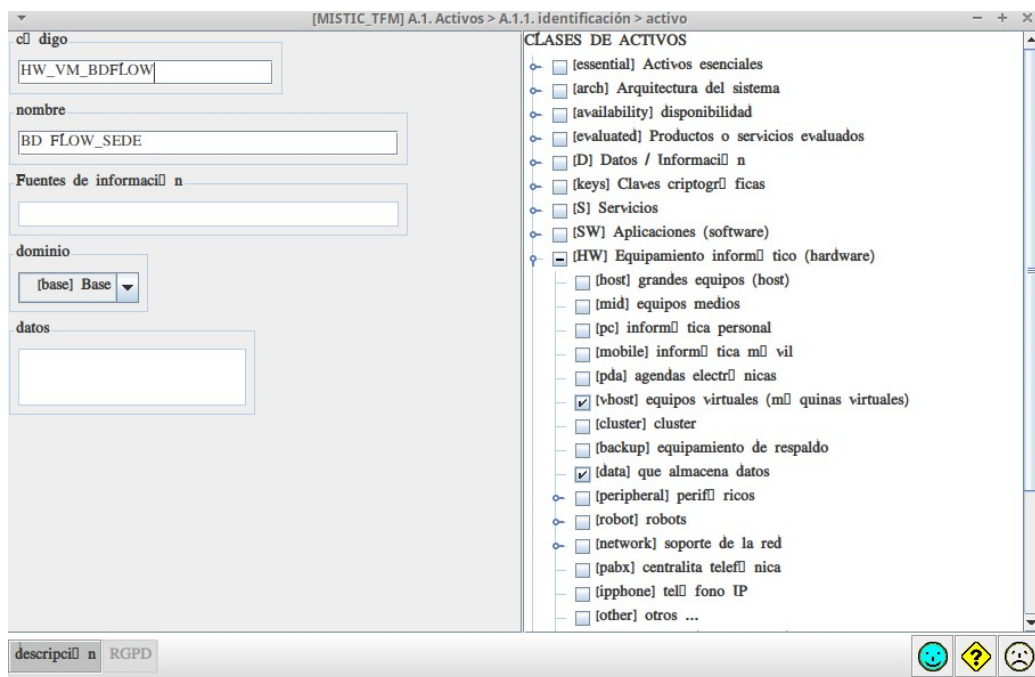 [MISTIC_TFM] A.1. Activos > A.1.1. identificación > activo
c▯ digo
HW_VM_BDFLOW
nombre
BD FLOW_SEDE
Fuentes de informaci▯ n
dominio
[base] Base
datos
CLASES DE ACTIVOS
[essential] Activos esenciales
[arch] Arquitectura del sistema
[availability] disponibilidad
[evaluated] Productos o servicios evaluados
[D] Datos / Informaci▯ n
[keys] Claves criptogr▯ ficas
[S] Servicios
[SW] Aplicaciones (software)
[HW] Equipamiento inform▯ tico (hardware)
[host] grandes equipos (host)
[mid] equipos medios
[pc] inform▯ tica personal
[mobile] inform▯ tica m▯ vil
[pda] agendas electr▯ nicas
[vhost] equipos virtuales (m▯ quinas virtuales)
[cluster] cluster
[backup] equipamiento de respaldo
[data] que almacena datos
[peripheral] perif▯ ricos
[robot] robots
[network] soporte de la red
[pabx] centralita telef▯ nica
[ipphone] tel▯ fono IP
[other] otros ...
descripci▯ n RGPD